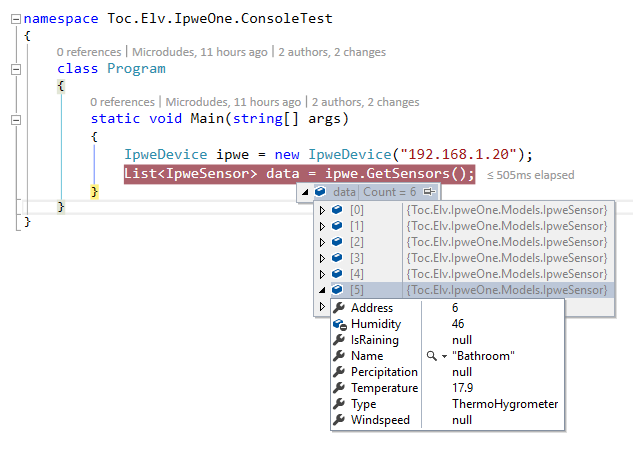 namespace Toc.Elv.IpweOne.ConsoleTest
{
0 references | Microdudes, 11 hours ago | 2 authors, 2 changes
class Program
{
0 references | Microdudes, 11 hours ago | 2 authors, 2 changes
static void Main(string[] args)
{
IpweDevice ipwe = new IpweDevice("192.168.1.20");
List<IpweSensor> data = ipwe.GetSensors(); ≤ 505ms elapsed
} data Count = 6
}
[0] {Toc.Elv.IpweOne.Models.IpweSensor}
} [1] {Toc.Elv.IpweOne.Models.IpweSensor}
[2] {Toc.Elv.IpweOne.Models.IpweSensor}
[3] {Toc.Elv.IpweOne.Models.IpweSensor}
[4] {Toc.Elv.IpweOne.Models.IpweSensor}
[5] {Toc.Elv.IpweOne.Models.IpweSensor}
Address 6
Humidity 46
IsRaining null
Name "Bathroom"
Percipitation null
Temperature 17.9
Type ThermoHygrometer
Windspeed null